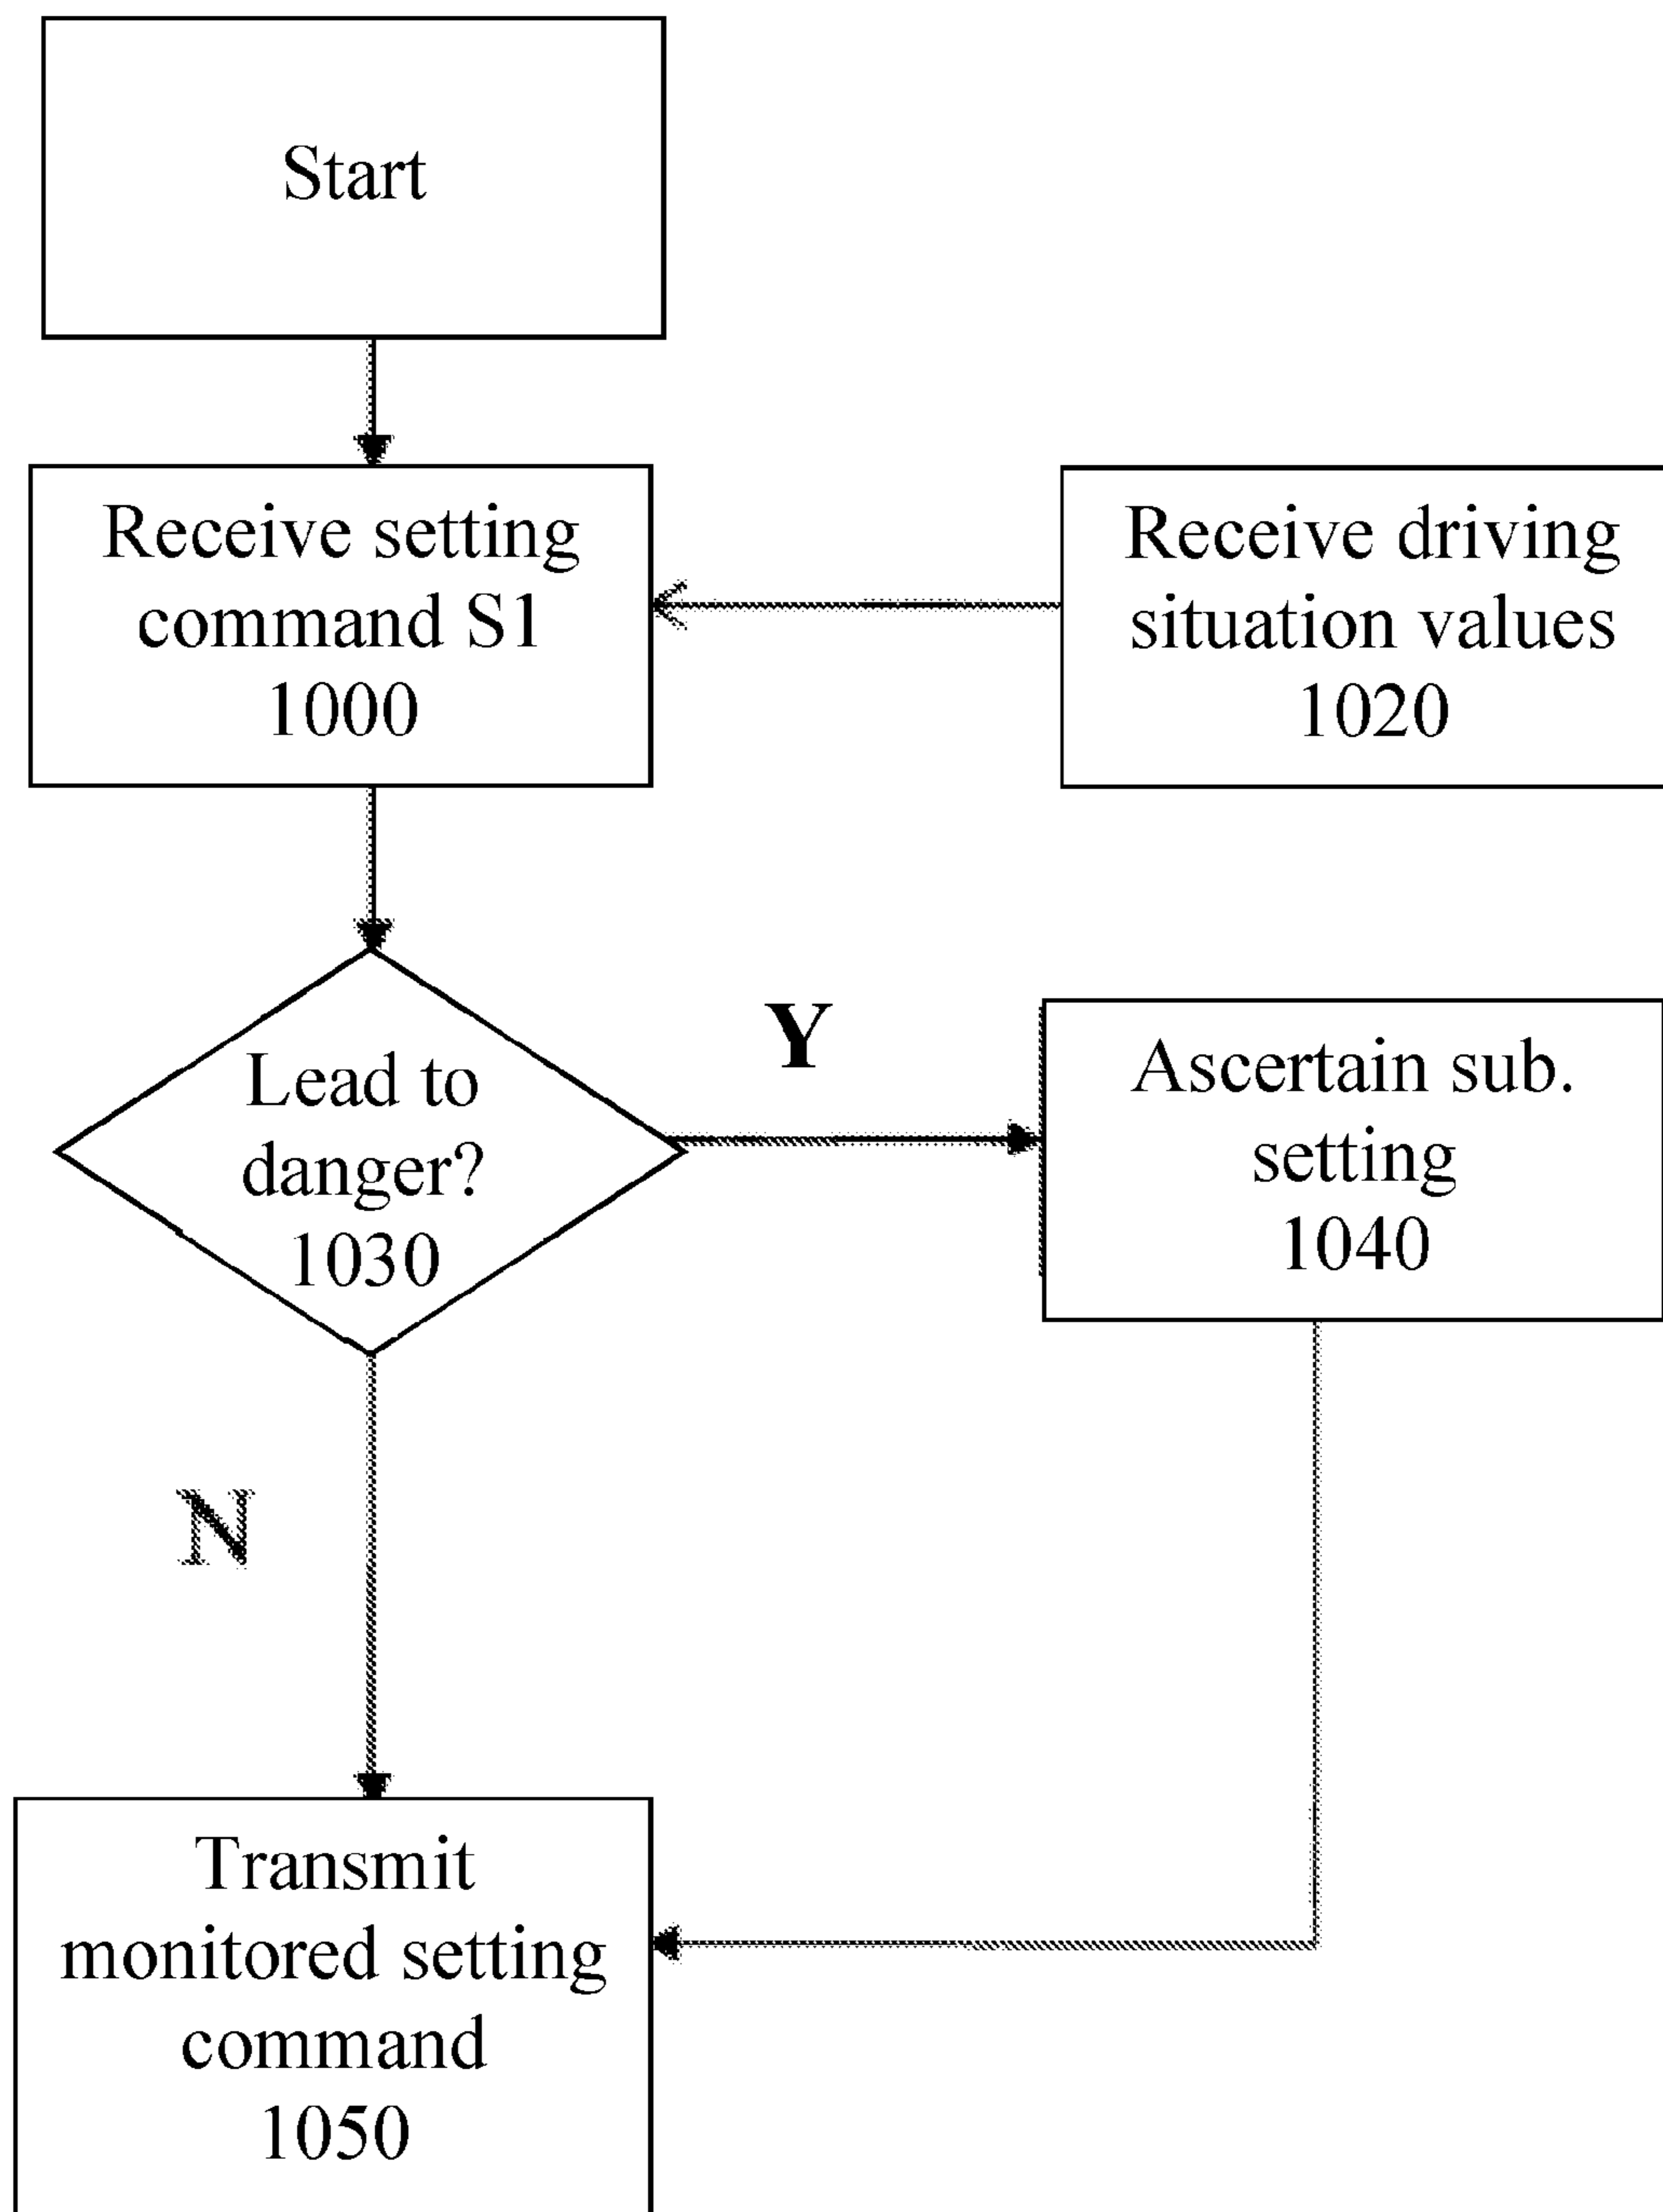 Start
Receive setting
command S1
1000
Receive driving
situation values
1020
Lead to
danger?
1030
Y
Ascertain sub.
setting
1040
N
Transmit
monitored setting
command
1050